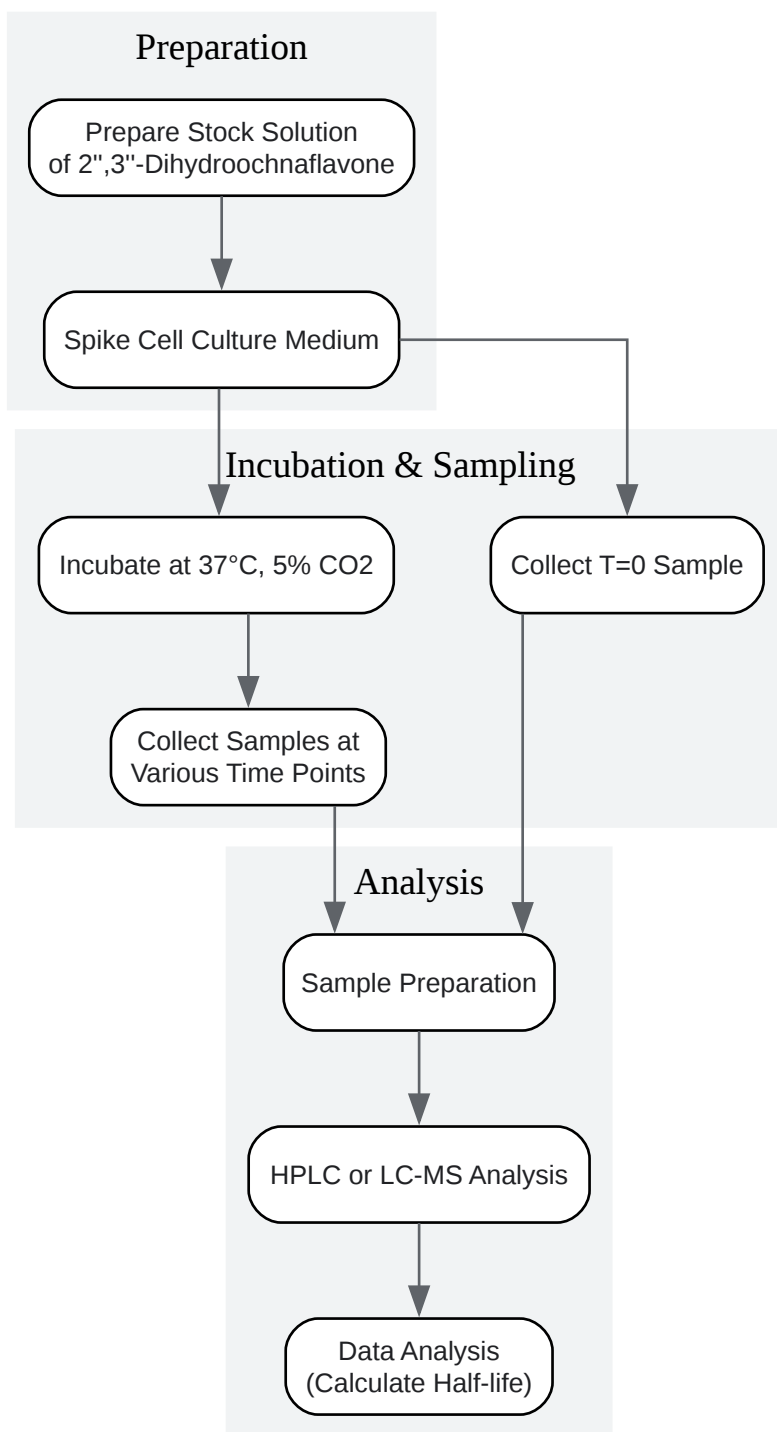 Preparation
Prepare Stock Solution
of 2'',3''-Dihydroochnaflavone
Spike Cell Culture Medium
Incubation & Sampling
Incubate at 37°C, 5% CO2
Collect T=0 Sample
Collect Samples at
Various Time Points
Analysis
Sample Preparation
HPLC or LC-MS Analysis
Data Analysis
(Calculate Half-life)